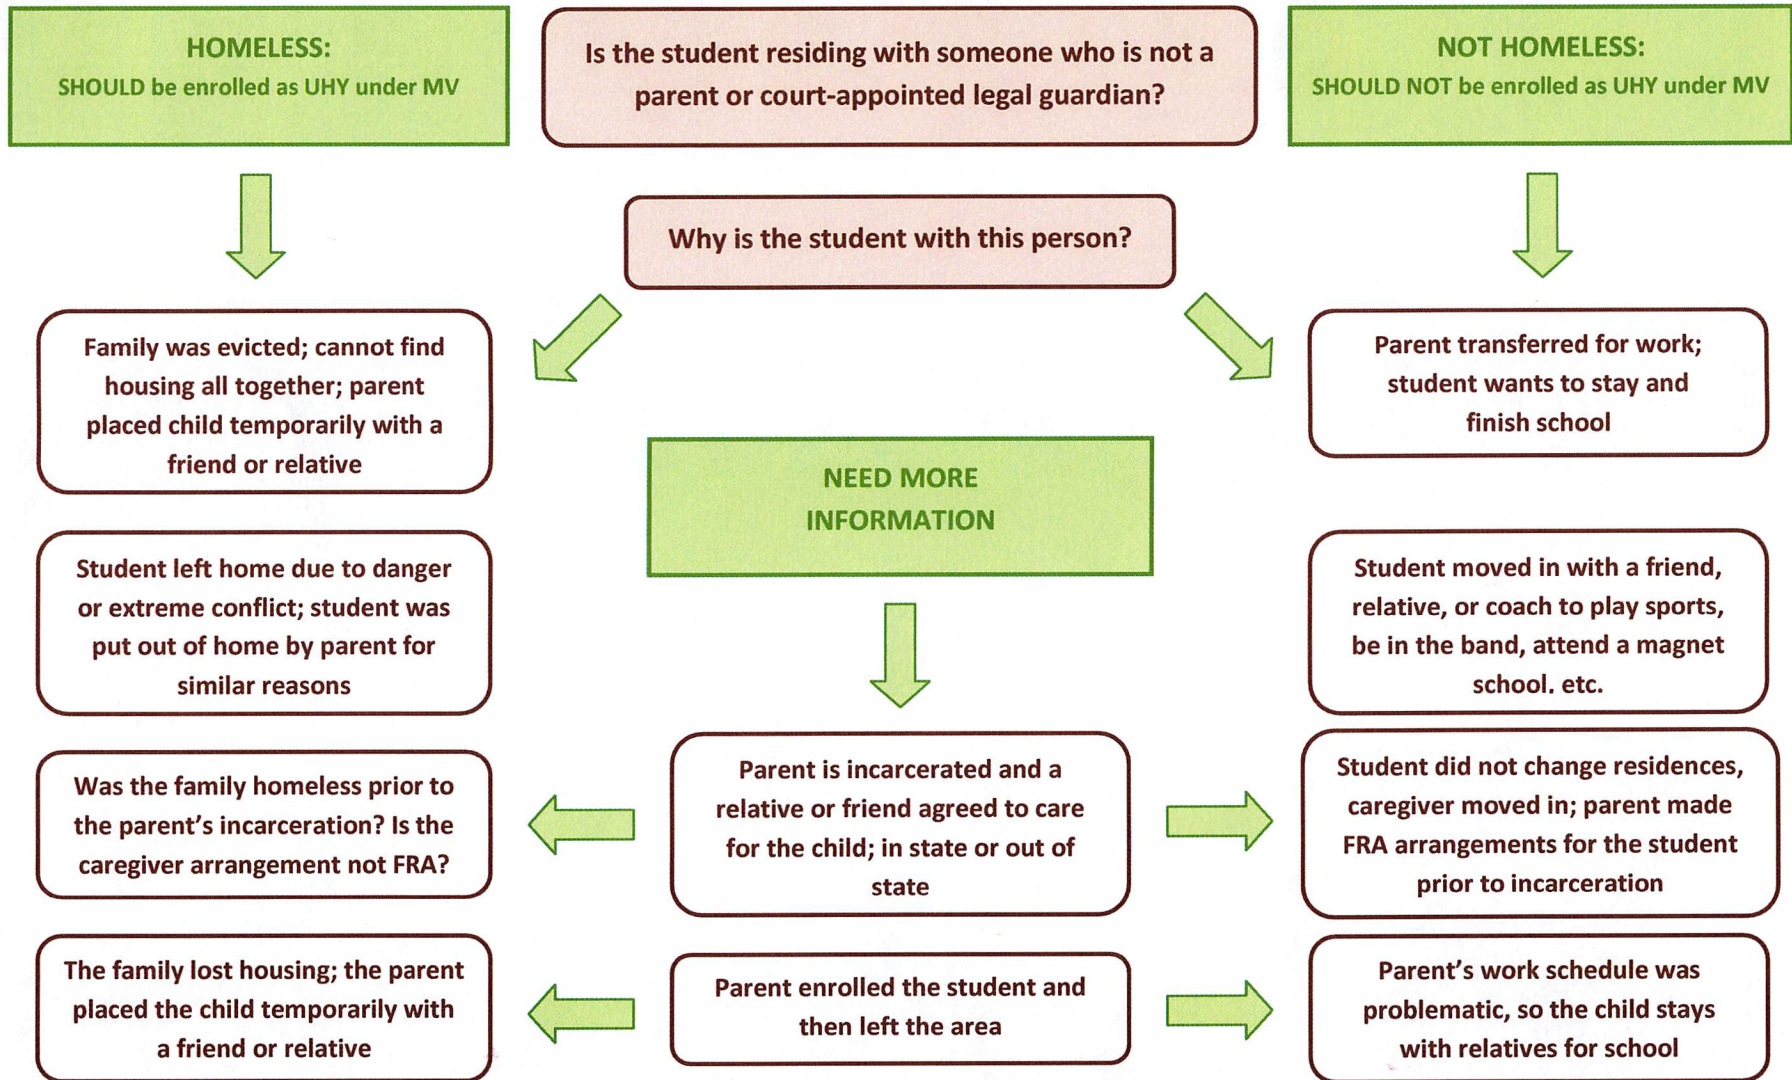 HOMELESS:
SHOULD be enrolled as UHY under MV
Is the student residing with someone who is not a
parent or court-appointed legal guardian?
NOT HOMELESS:
SHOULD NOT be enrolled as UHY under MV
Why is the student with this person?
Family was evicted; cannot find
housing all together; parent
placed child temporarily with a
friend or relative
Parent transferred for work;
student wants to stay and
finish school
NEED MORE
INFORMATION
Student left home due to danger
or extreme conflict; student was
put out of home by parent for
similar reasons
Student moved in with a friend,
relative, or coach to play sports,
be in the band, attend a magnet
school. etc.
Was the family homeless prior to
the parent’s incarceration? Is the
caregiver arrangement not FRA?
Parent is incarcerated and a
relative or friend agreed to care
for the child; in state or out of
state
Student did not change residences,
caregiver moved in; parent made
FRA arrangements for the student
prior to incarceration
The family lost housing; the parent
placed the child temporarily with
a friend or relative
Parent enrolled the student and
then left the area
Parent’s work schedule was
problematic, so the child stays
with relatives for school